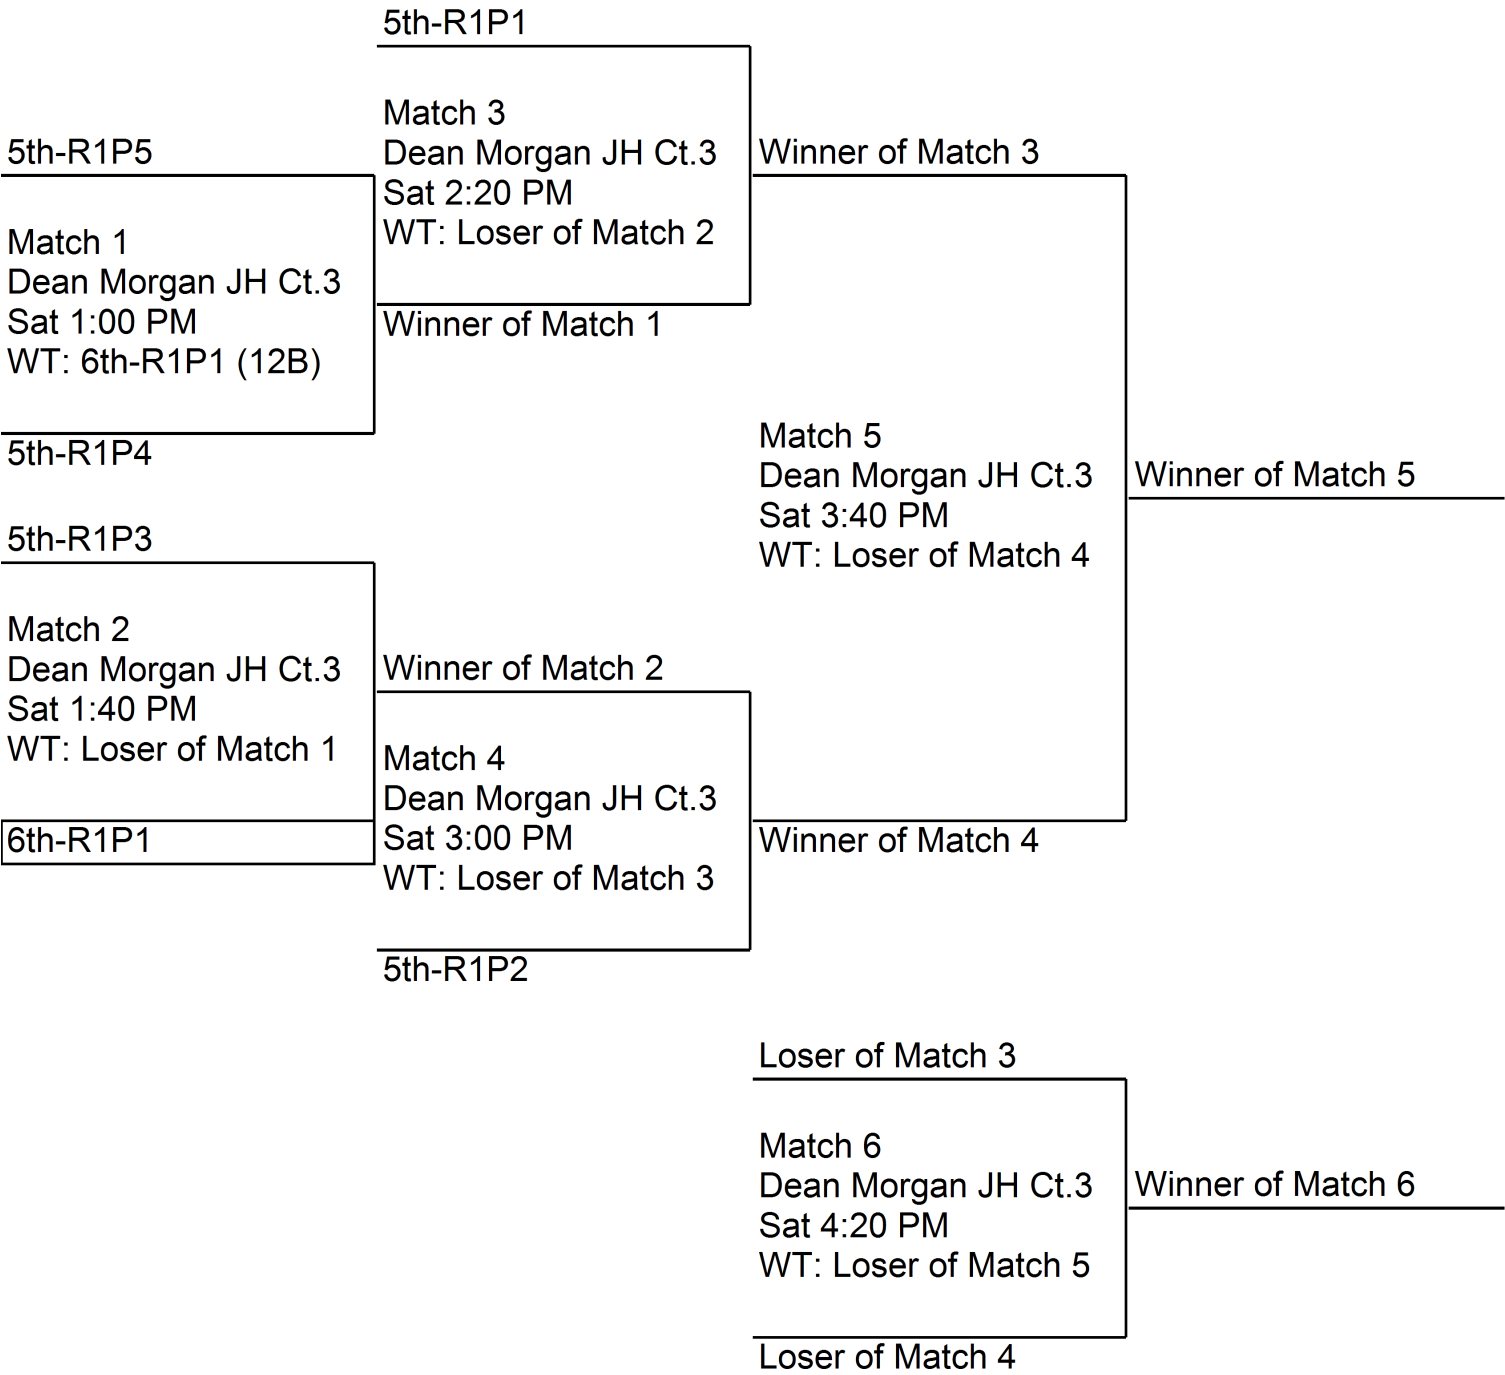 5th-R1P1
Match 3
Dean Morgan JH Ct.3
Sat 2:20 PM
WT: Loser of Match 2
Winner of Match 1
5th-R1P5
Match 1
Dean Morgan JH Ct.3
Sat 1:00 PM
WT: 6th-R1P1 (12B)
5th-R1P4
Winner of Match 3
Match 5
Dean Morgan JH Ct.3
Sat 3:40 PM
WT: Loser of Match 4
Winner of Match 4
Winner of Match 5
5th-R1P3
Match 2
Dean Morgan JH Ct.3
Sat 1:40 PM
WT: Loser of Match 1
6th-R1P1
Winner of Match 2
Match 4
Dean Morgan JH Ct.3
Sat 3:00 PM
WT: Loser of Match 3
5th-R1P2
Loser of Match 3
Match 6
Dean Morgan JH Ct.3
Sat 4:20 PM
WT: Loser of Match 5
Loser of Match 4
Winner of Match 6